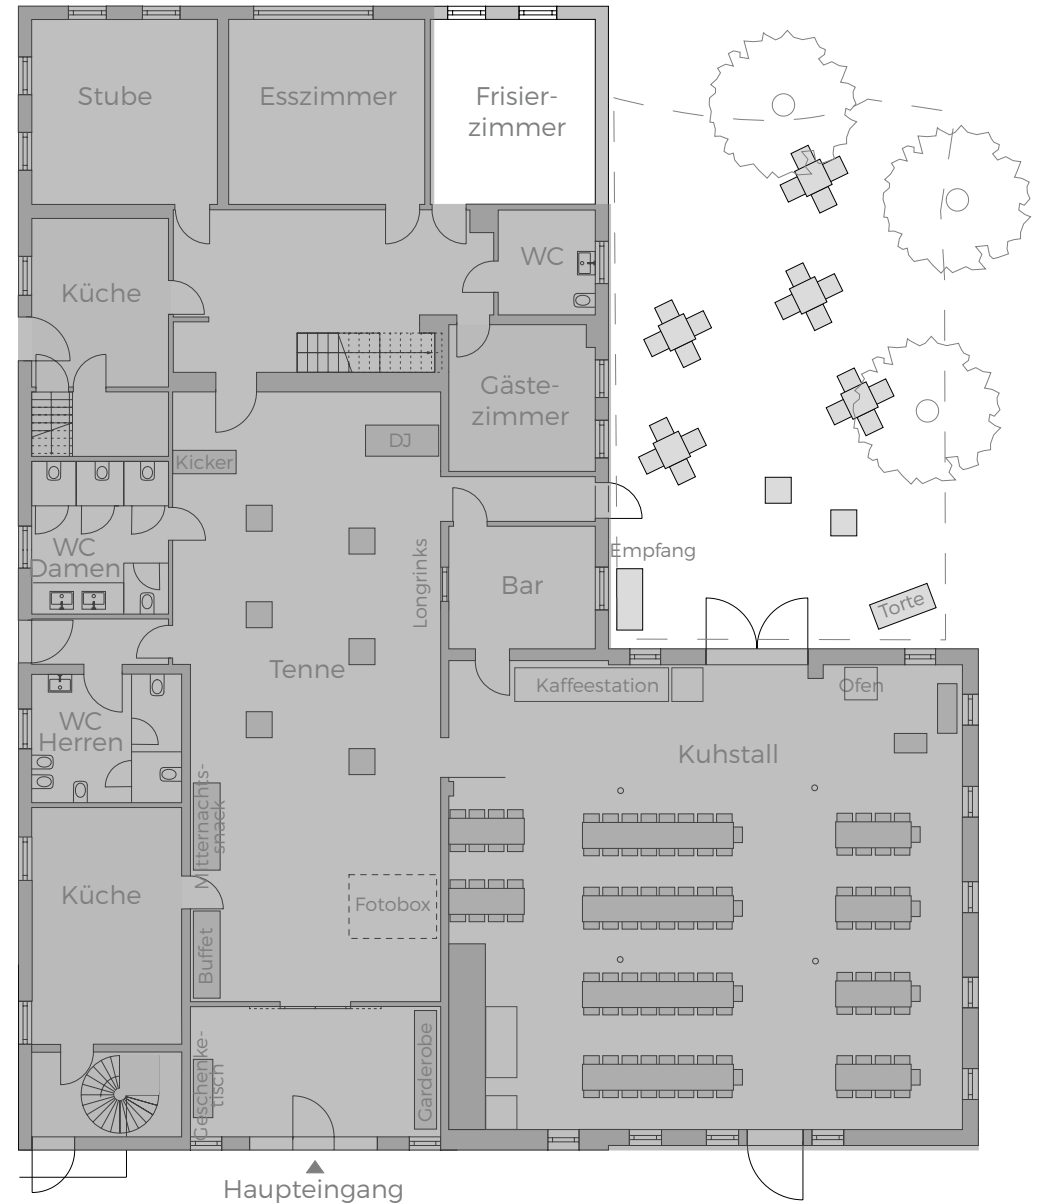 Stube
Esszimmer
Frisier-
zimmer
WC
Küche
Gäste-
zimmer
DJ
Kicker
WC
Damen
Longrinks
Empfang
Bar
Torte
Tenne
Kaffeestation
Ofen
WC
Herren
Kuhstall
Mitternachts-
snack
Küche
Fotobox
Buffet
Geschenke-
tisch
Garderobe
Haupteingang